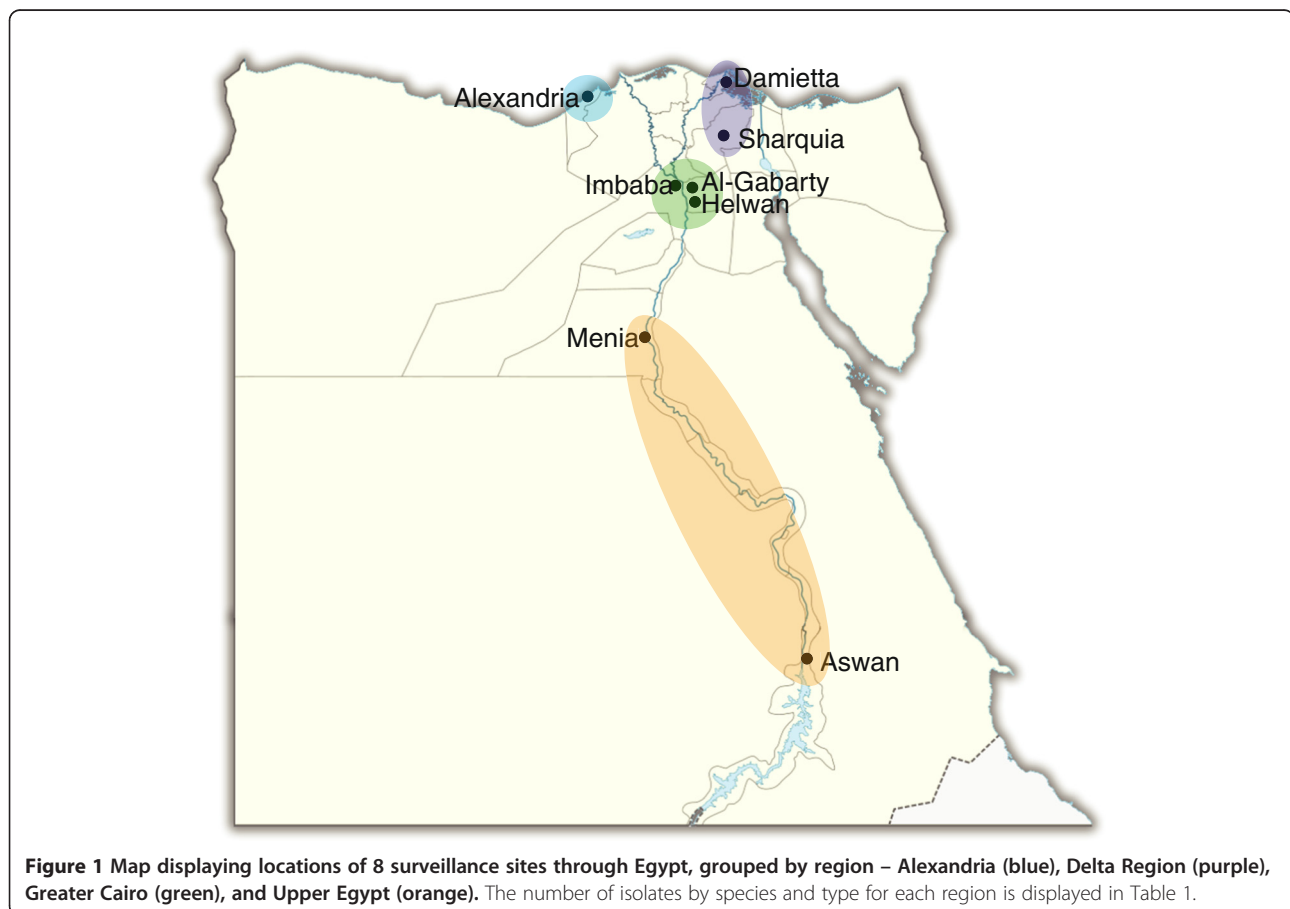 Damietta
Alexandria
Sharquia
Imbaba
Al-Gabarty
Helwan
Menia
Aswan
Figure 1 Map displaying locations of 8 surveillance sites through Egypt, grouped by region – Alexandria (blue), Delta Region (purple),
Greater Cairo (green), and Upper Egypt (orange). The number of isolates by species and type for each region is displayed in Table 1.